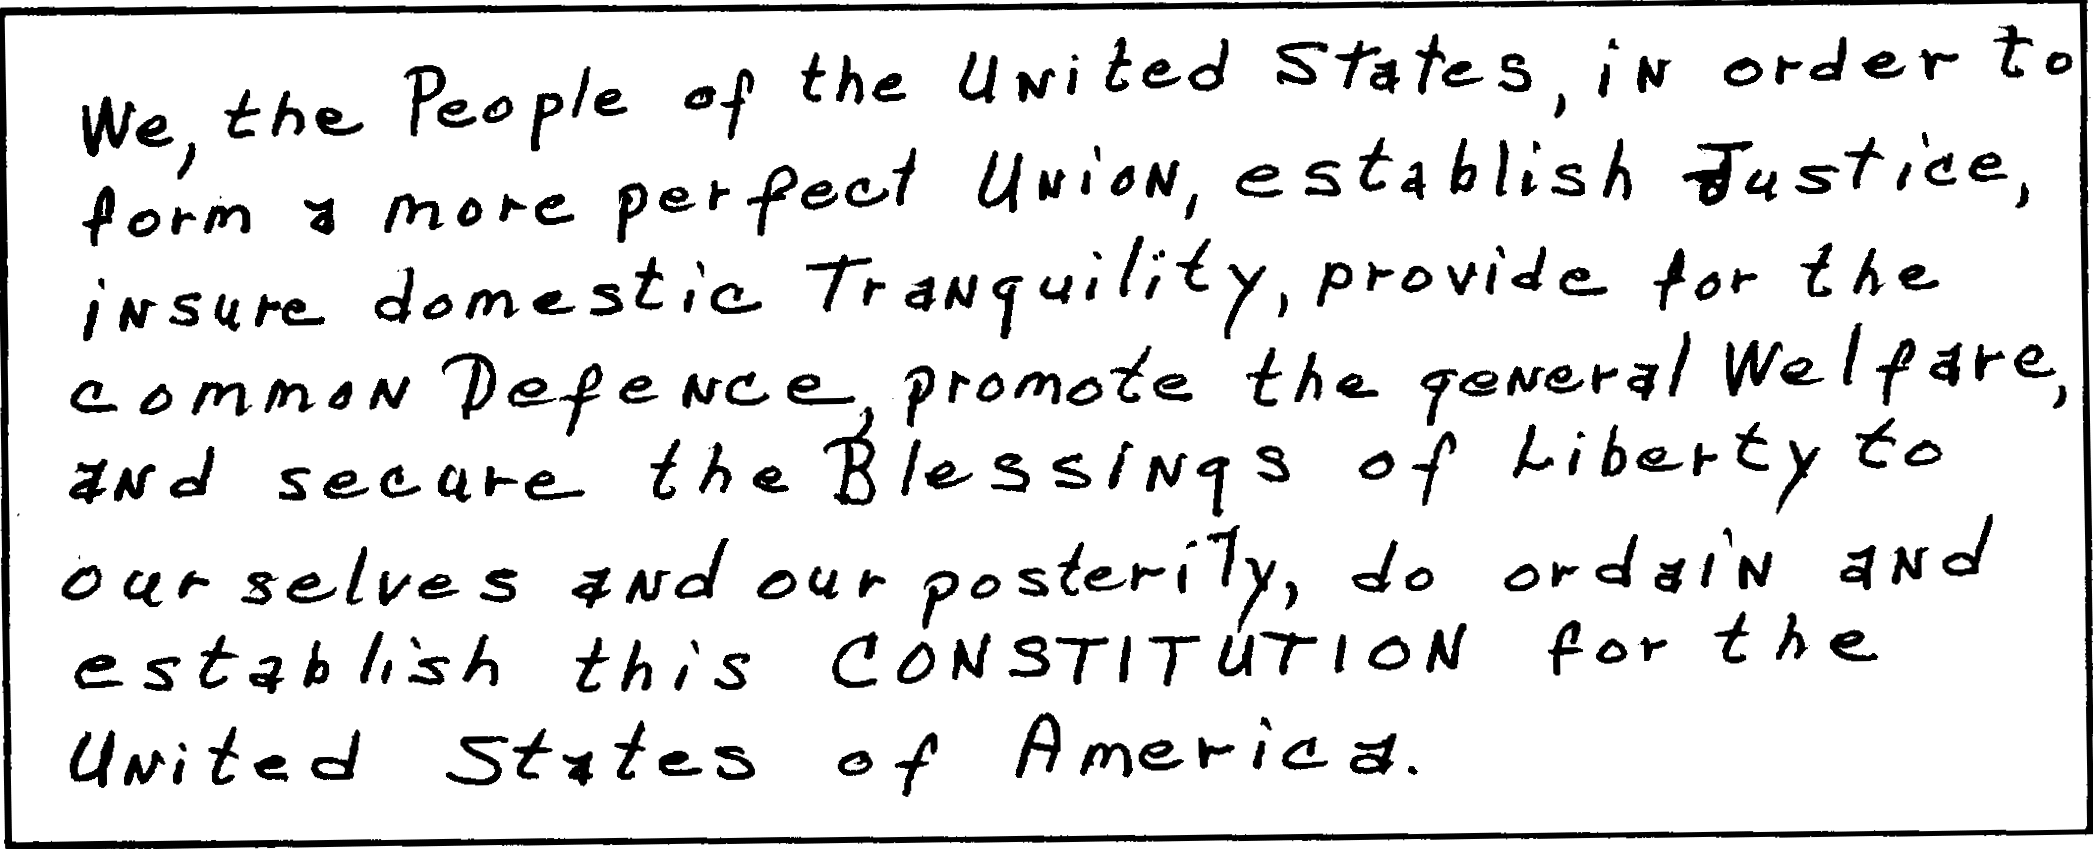 We, the People of the United States, in order to
form a more perfect Union, establish Justice,
insure domestic Tranquility, provide for the
common Defence, promote the general Welfare,
and secure the Blessings of Liberty to
ourselves and our posterity, do ordain and
establish this CONSTITUTION for the
United States of America.